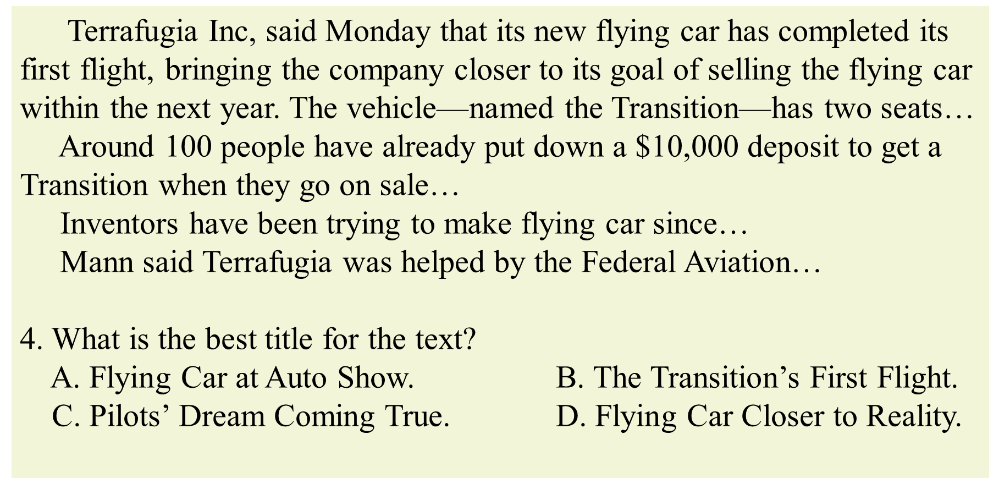 Terrafugia Inc, said Monday that its new flying car has completed its
first flight, bringing the company closer to its goal of selling the flying car
within the next year. The vehicle—named the Transition—has two seats…
Around 100 people have already put down a $10,000 deposit to get a
Transition when they go on sale…
Inventors have been trying to make flying car since…
Mann said Terrafugia was helped by the Federal Aviation…
4. What is the best title for the text?
A. Flying Car at Auto Show. B. The Transition’s First Flight.
C. Pilots’ Dream Coming True. D. Flying Car Closer to Reality.